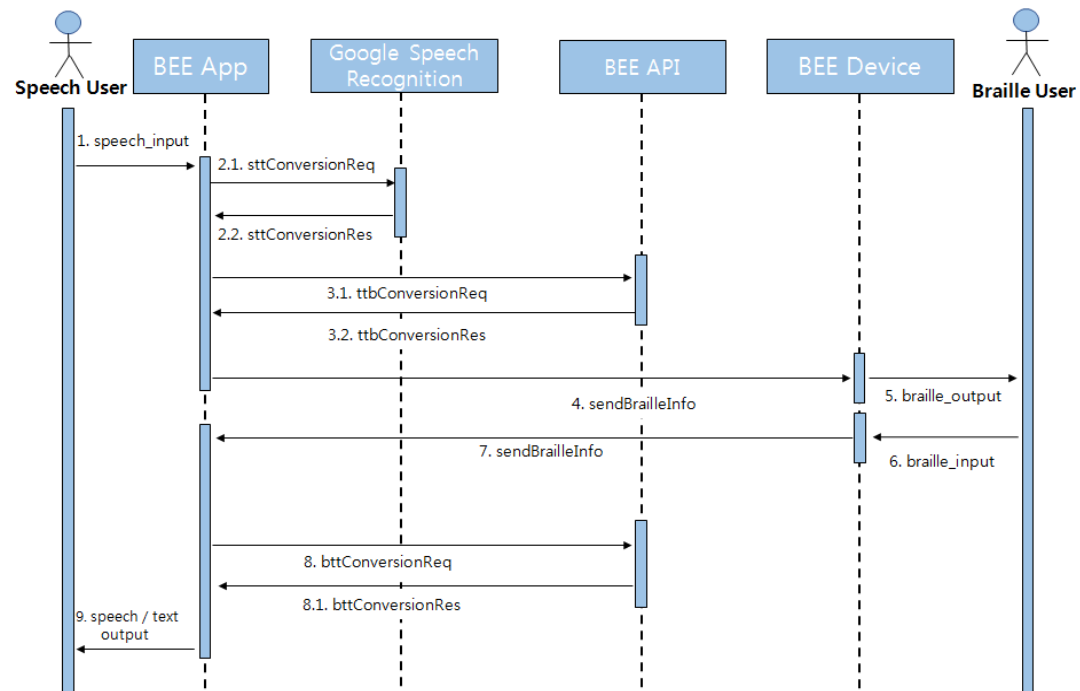 Speech User
BEE App
Google Speech
Recognition
BEE API
BEE Device
Braille User
1. speech_input
2.1. sttConversionReq
2.2. sttConversionRes
3.1. ttbConversionReq
3.2. ttbConversionRes
4. sendBrailleInfo
5. braille_output
6. braille_input
7. sendBrailleInfo
8. bttConversionReq
8.1. bttConversionRes
9. speech / text
output